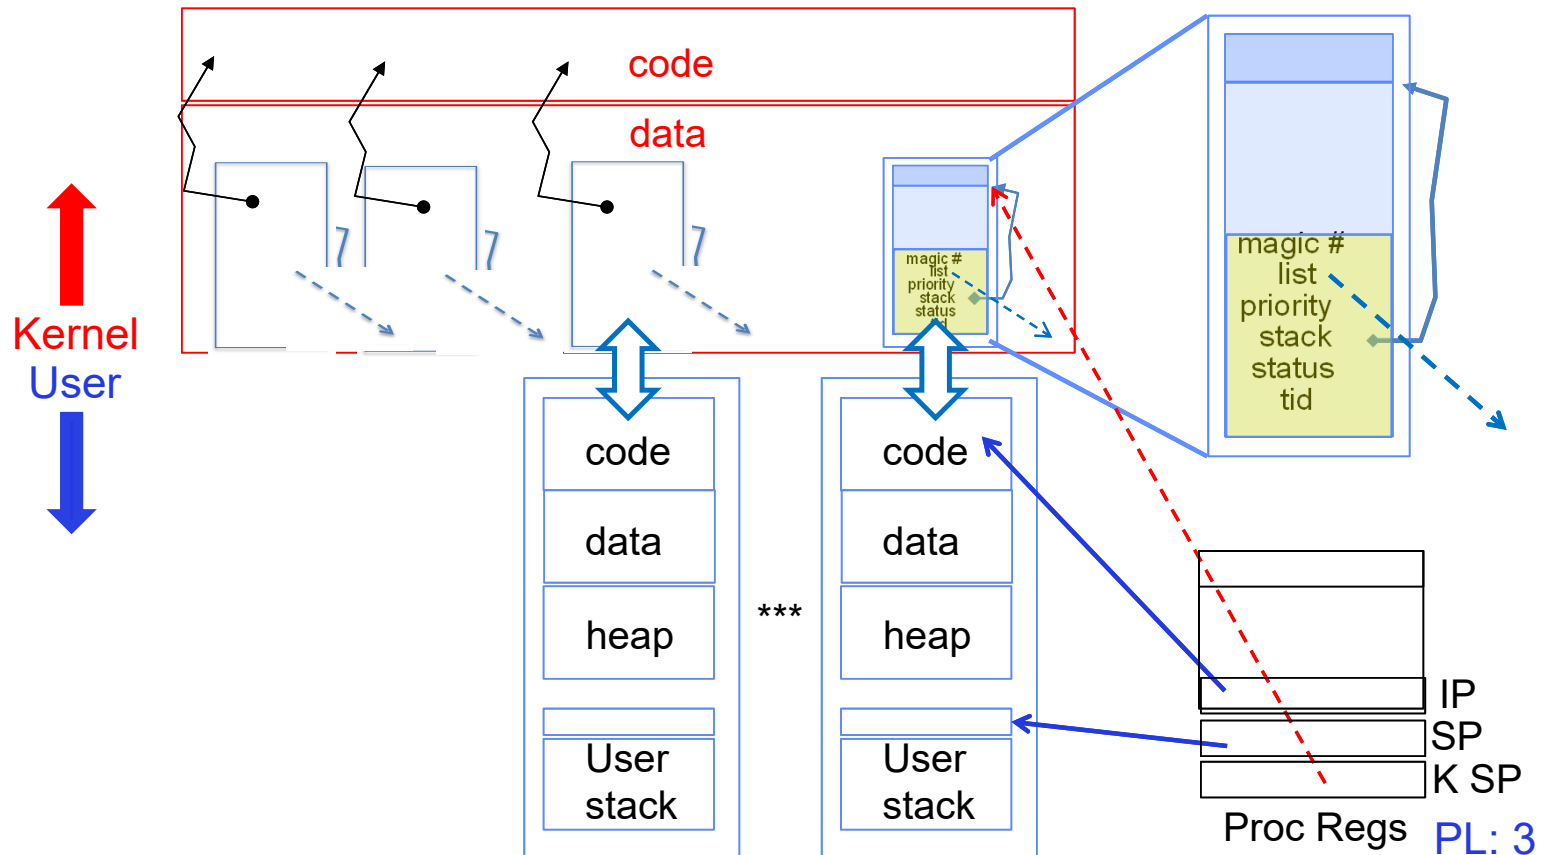 code
data
magic #
list
priority
stack
status
tid
magic #
list
priority
stack
status
Kernel
User
code
data
heap
User
stack
***
code
data
heap
User
stack
IP
SP
K SP
Proc Regs
PL: 3